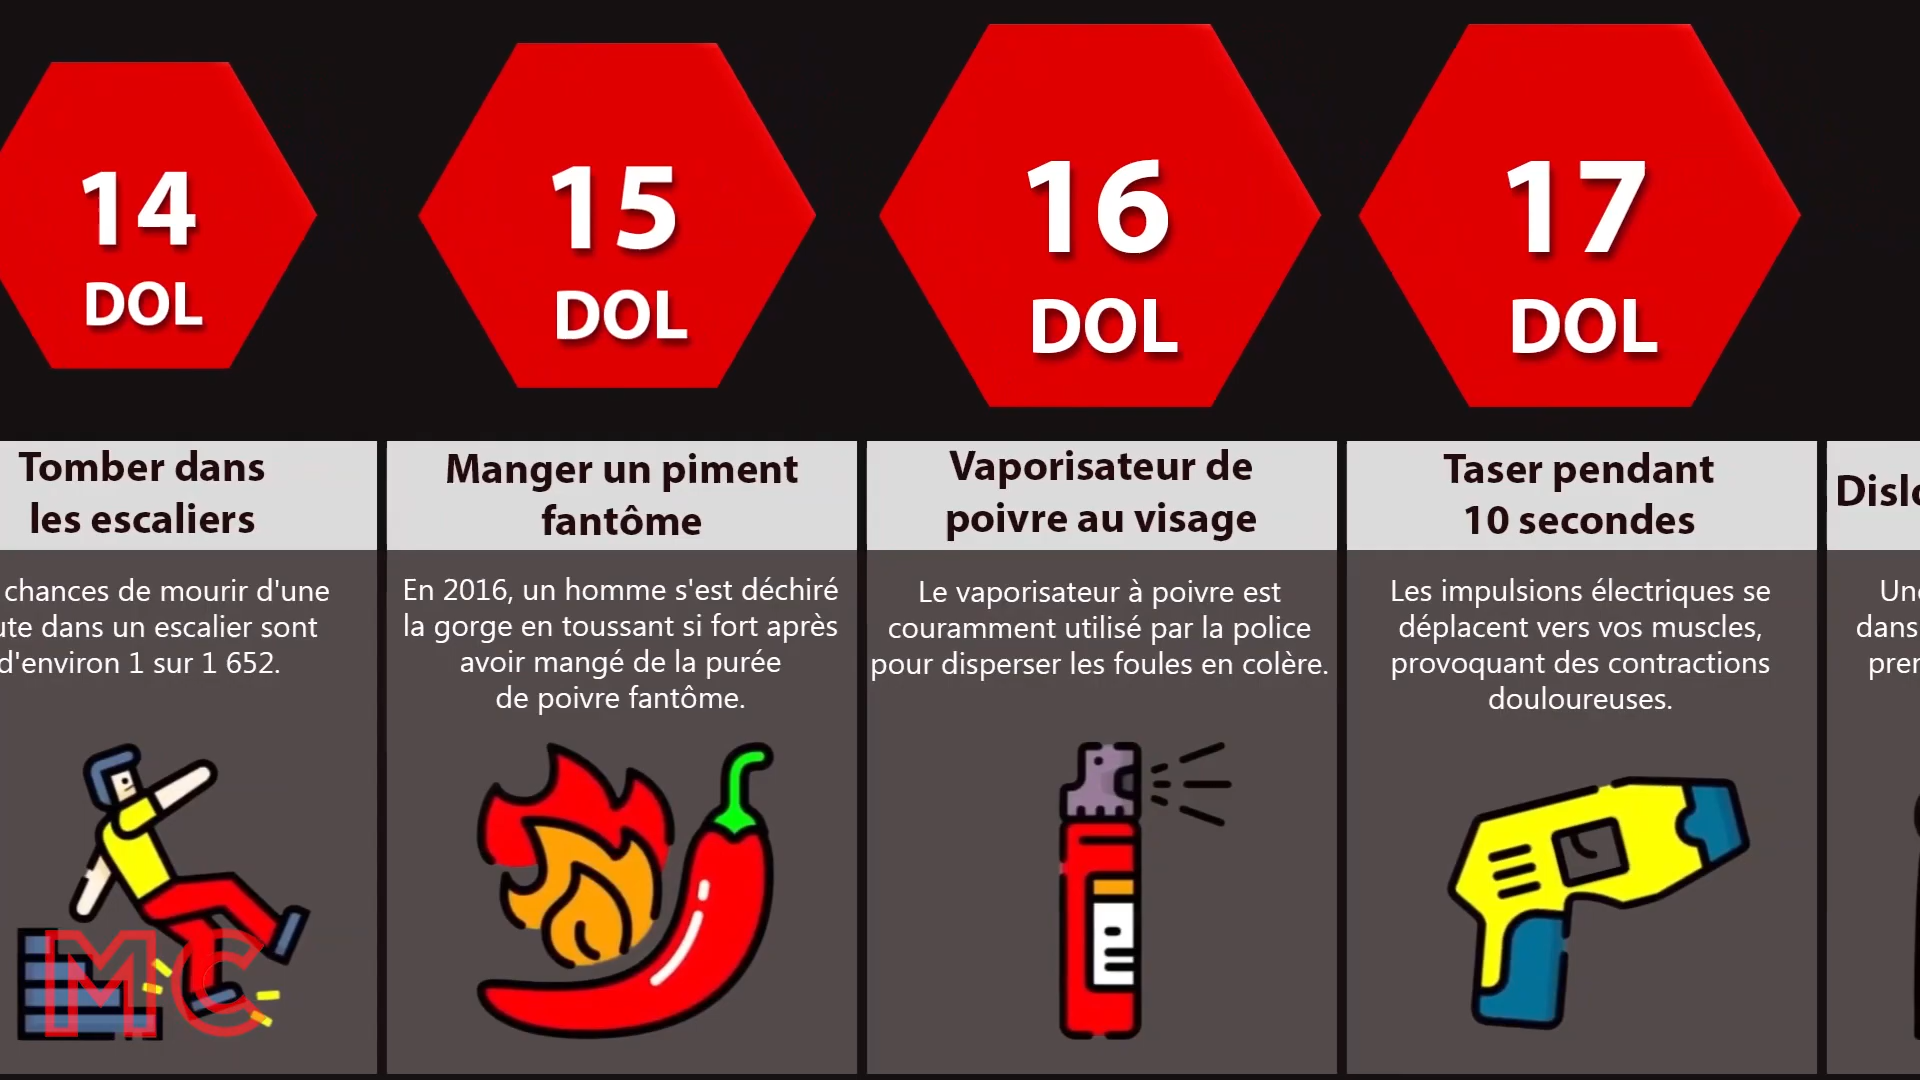 14
DOL
15
DOL
16
DOL
17
DOL
Tomber dans
les escaliers
chances de mourir d'une
dans un escalier sont
d'environ 1 sur 1 652.
Manger un piment
fantôme
En 2016, un homme s'est déchiré
la gorge en toussant si fort après
avoir mangé de la purée
de poivre fantôme.
Vaporisateur de
poivre au visage
Le vaporisateur à poivre est
couramment utilisé par la police
pour disperser les foules en colère.
Taser pendant
10 secondes
Les impulsions électriques se
déplacent vers vos muscles,
provoquant des contractions
douloureuses.
dans
MC